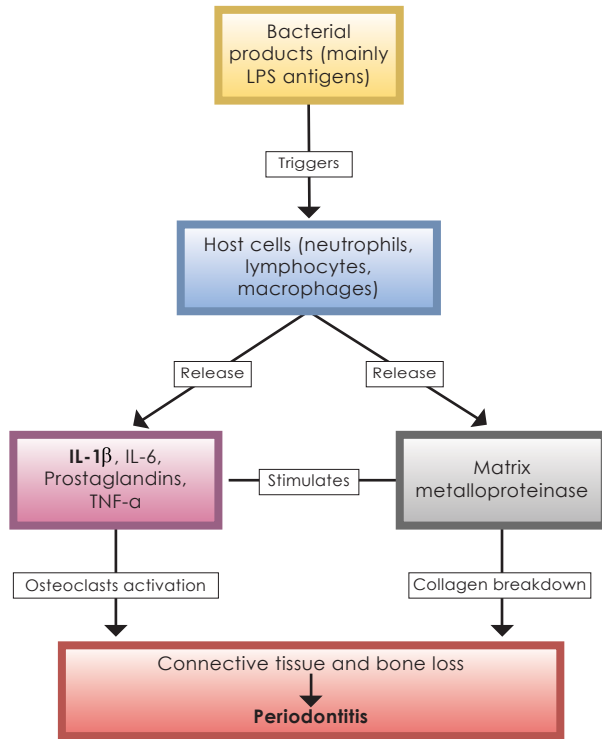 Bacterial
products (mainly
LPS antigens)
Triggers
Host cells (neutrophils,
lymphocytes,
macrophages)
Release
Release
IL-1β, IL-6,
Prostaglandins,
TNF-a
Stimulates
Matrix
metalloproteinase
Osteoclasts activation
Collagen breakdown
Connective tissue and bone loss
Periodontitis